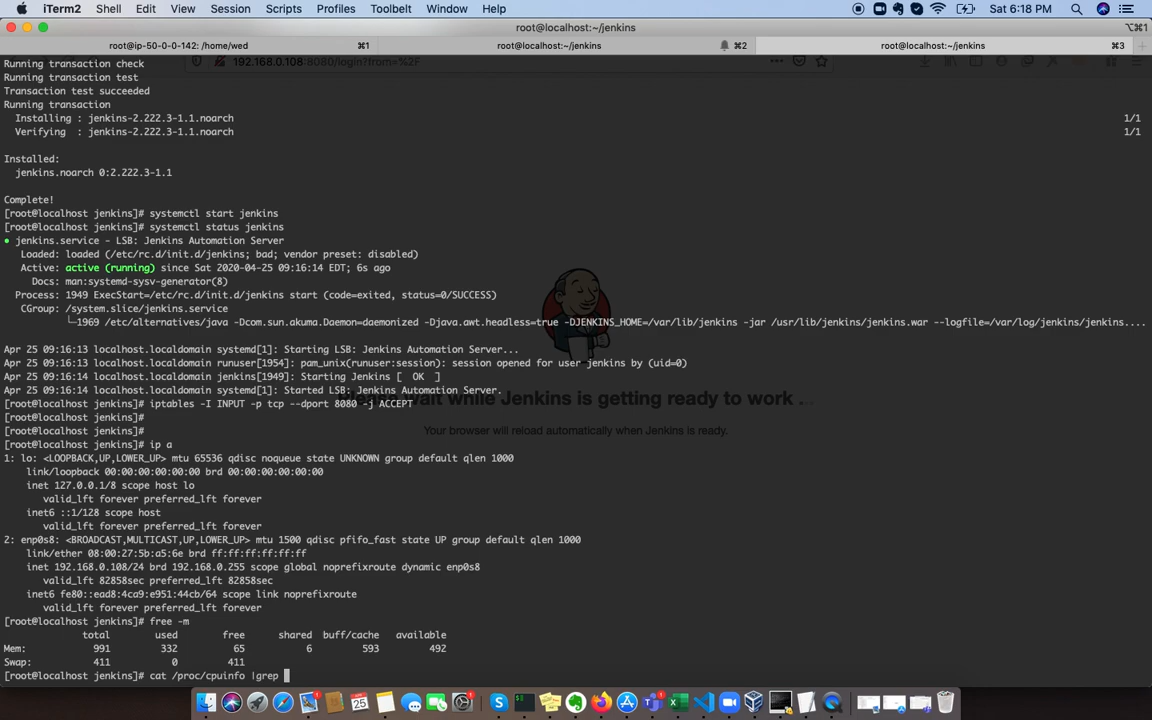 iTerm2 Shell Edit View Session Scripts Profiles Toolbelt Window Help Sat 6:18 PM
root@localhost:~/jenkins ⌥⌘1
root@ip-50-0-0-142: /home/wed ⌘1 root@localhost:~/jenkins ⌘2 root@localhost:~/jenkins ⌘3
192.168.0.108:8080/login?from=%2F
Running transaction check
Running transaction test
Transaction test succeeded
Running transaction
Installing : jenkins-2.222.3-1.1.noarch 1/1
Verifying : jenkins-2.222.3-1.1.noarch 1/1
Installed:
jenkins.noarch 0:2.222.3-1.1
Complete!
[root@localhost jenkins]# systemctl start jenkins
[root@localhost jenkins]# systemctl status jenkins
● jenkins.service - LSB: Jenkins Automation Server
Loaded: loaded (/etc/rc.d/init.d/jenkins; bad; vendor preset: disabled)
Active: active (running) since Sat 2020-04-25 09:16:14 EDT; 6s ago
Docs: man:systemd-sysv-generator(8)
Process: 1949 ExecStart=/etc/rc.d/init.d/jenkins start (code=exited, status=0/SUCCESS)
CGroup: /system.slice/jenkins.service
└─1969 /etc/alternatives/java -Dcom.sun.akuma.Daemon=daemonized -Djava.awt.headless=true -DJENKINS_HOME=/var/lib/jenkins -jar /usr/lib/jenkins/jenkins.war --logfile=/var/log/jenkins/jenkins....
Apr 25 09:16:13 localhost.localdomain systemd[1]: Starting LSB: Jenkins Automation Server...
Apr 25 09:16:13 localhost.localdomain runuser[1954]: pam_unix(runuser:session): session opened for user jenkins by (uid=0)
Apr 25 09:16:14 localhost.localdomain jenkins[1949]: Starting Jenkins [ OK ]
Apr 25 09:16:14 localhost.localdomain systemd[1]: Started LSB: Jenkins Automation Server.
Please wait while Jenkins is getting ready to work ...
[root@localhost jenkins]# iptables -I INPUT -p tcp --dport 8080 -j ACCEPT
[root@localhost jenkins]#
[root@localhost jenkins]#
Your browser will reload automatically when Jenkins is ready.
[root@localhost jenkins]# ip a
1: lo: <LOOPBACK,UP,LOWER_UP> mtu 65536 qdisc noqueue state UNKNOWN group default qlen 1000
link/loopback 00:00:00:00:00:00 brd 00:00:00:00:00:00
inet 127.0.0.1/8 scope host lo
valid_lft forever preferred_lft forever
inet6 ::1/128 scope host
valid_lft forever preferred_lft forever
2: enp0s8: <BROADCAST,MULTICAST,UP,LOWER_UP> mtu 1500 qdisc pfifo_fast state UP group default qlen 1000
link/ether 08:00:27:5b:a5:6e brd ff:ff:ff:ff:ff:ff
inet 192.168.0.108/24 brd 192.168.0.255 scope global noprefixroute dynamic enp0s8
valid_lft 82858sec preferred_lft 82858sec
inet6 fe80::ead8:4ca9:e951:44cb/64 scope link noprefixroute
valid_lft forever preferred_lft forever
[root@localhost jenkins]# free -m
total used free shared buff/cache available
Mem: 991 332 65 6 593 492
Swap: 411 0 411
[root@localhost jenkins]# cat /proc/cpuinfo |grep